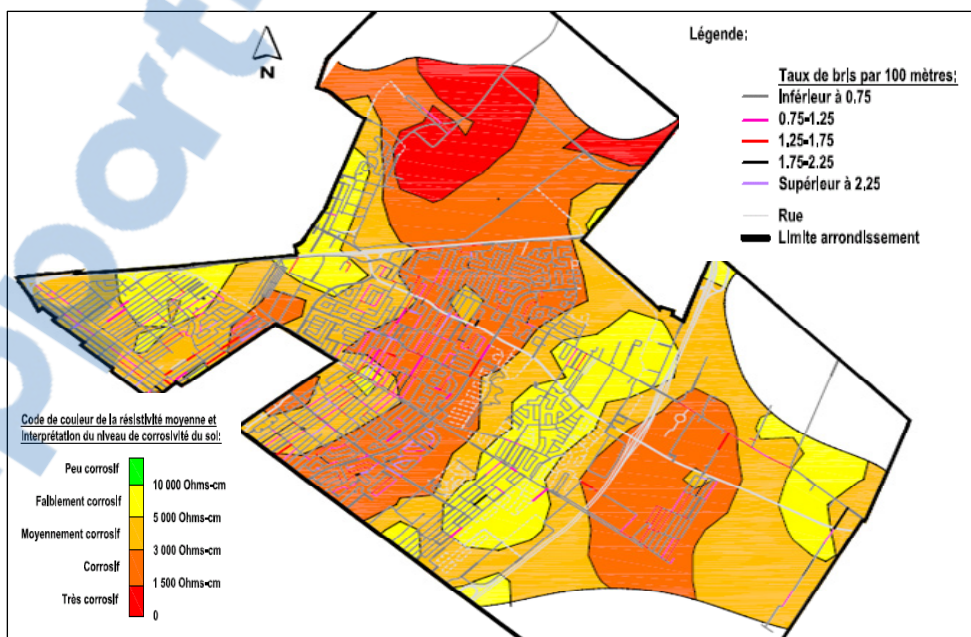 N
Légende:
Taux de bris par 100 mètres:
Inférieur à 0,75
0.75-1.25
1.25-1.75
1.75-2.25
Supérieur à 2,25
Rue
Limite arrondissement
Code de couleur de la résistivité moyenne et
interprétation du niveau de corrosivité du sol:
Peu corrosif
10 000 Ohms-cm
Faiblement corrosif
5 000 Ohms-cm
Moyennement corrosif
3 000 Ohms-cm
Corrosif
1 500 Ohms-cm
Très corrosif
0